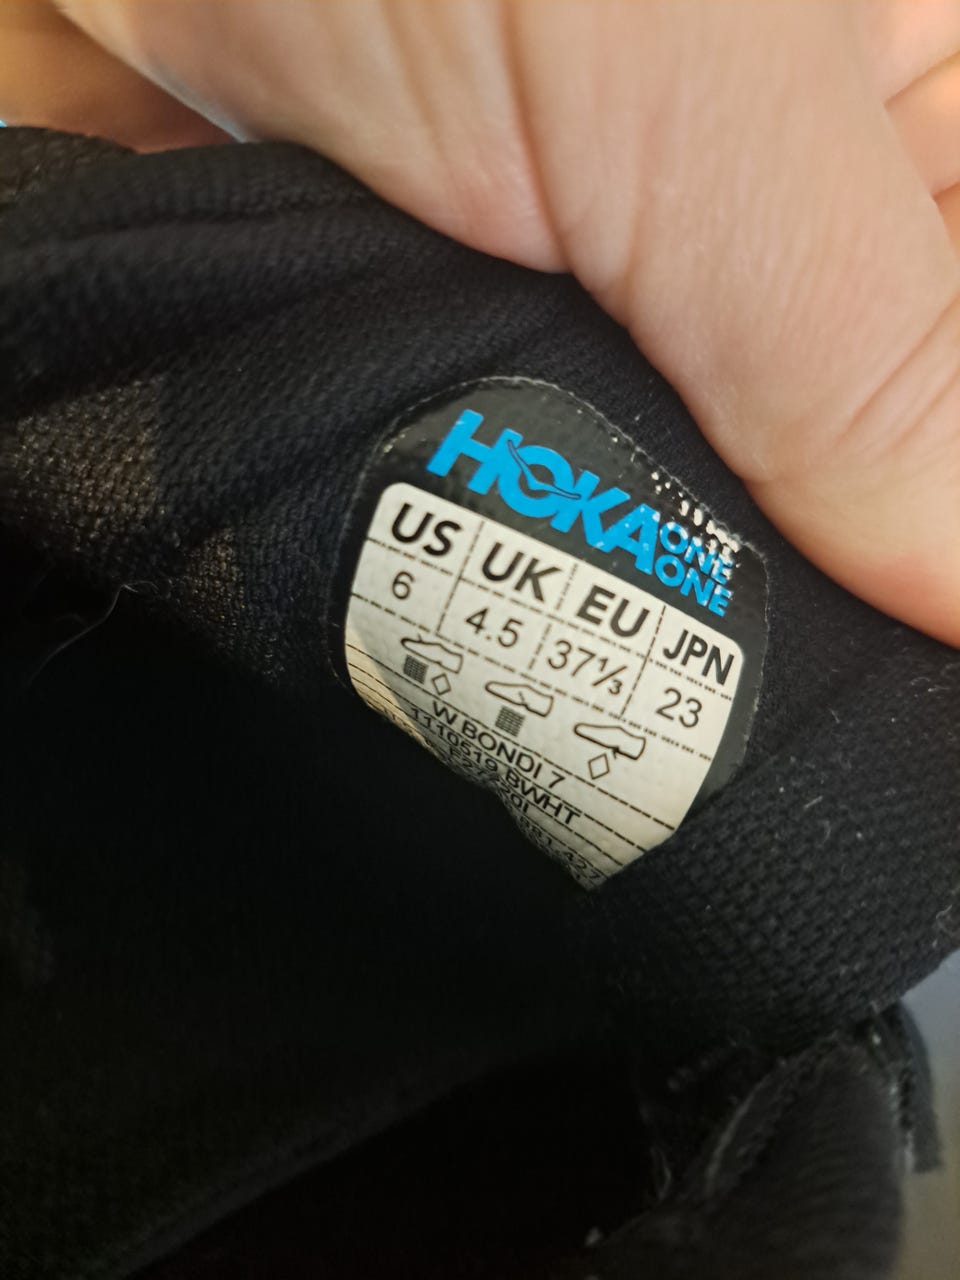 HOKA ONE ONE
US UK EU JPN
6 4.5 37⅓ 23
W BONDI 7
1110519 BWHT